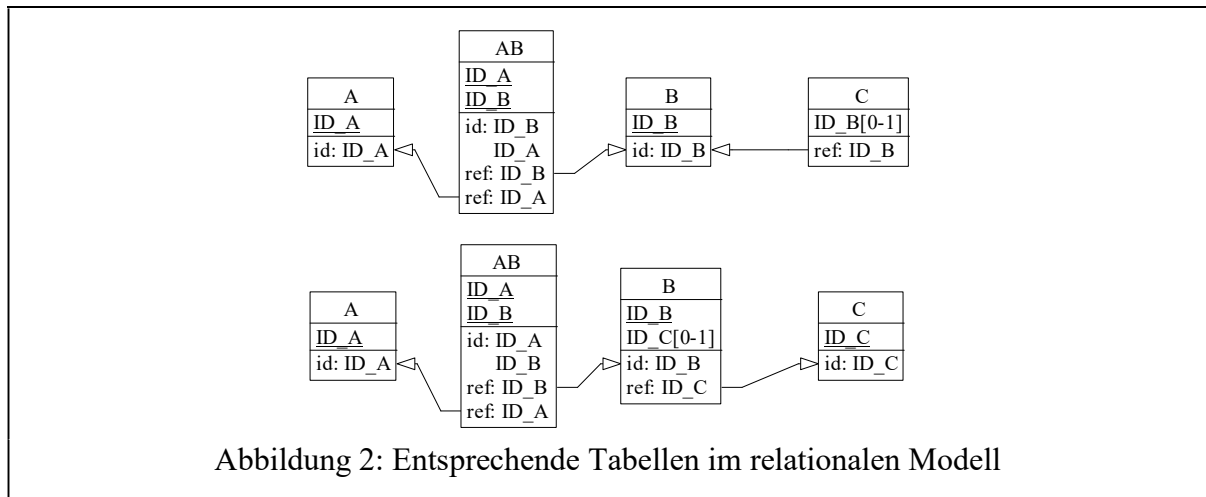 AB
ID_A
ID_B
id: ID_B
ID_A
ref: ID_B
ref: ID_A
A
ID_A
id: ID_A
B
ID_B
id: ID_B
C
ID_B[0-1]
ref: ID_B
AB
ID_A
ID_B
id: ID_A
ID_B
ref: ID_B
ref: ID_A
A
ID_A
id: ID_A
B
ID_B
ID_C[0-1]
id: ID_B
ref: ID_C
C
ID_C
id: ID_C
Abbildung 2: Entsprechende Tabellen im relationalen Modell